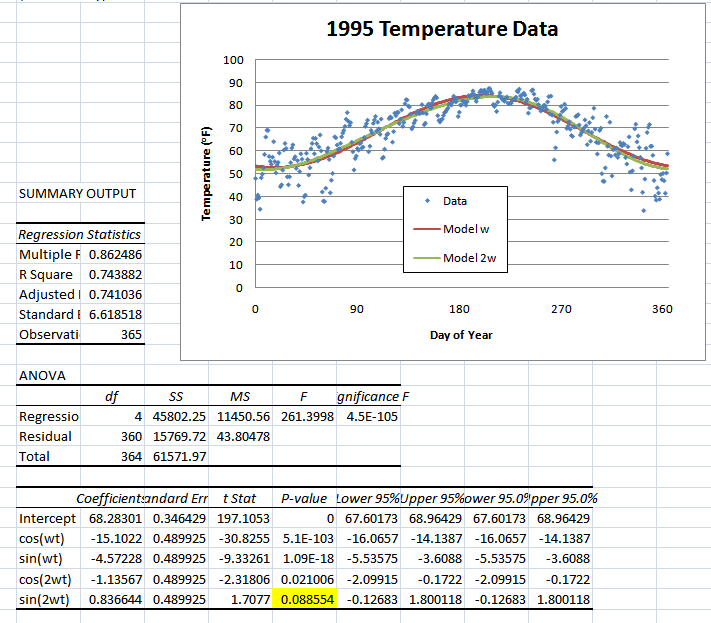 1995 Temperature Data
100
90
80
70
60
50
40
30
20
10
0
Temperature (°F)
Data
Model w
Model 2w
0 90 180 270 360
Day of Year
SUMMARY OUTPUT
Regression Statistics
Multiple R 0.862486
R Square 0.743882
Adjusted 0.741036
Standard E 6.618518
Observati 365
ANOVA
df SS MS F gnificance F
Regressio 4 45802.25 11450.56 261.3998 4.5E-105
Residual 360 15769.72 43.80478
Total 364 61571.97
Coefficients andard Err t Stat P-value Lower 95% Upper 95% ower 95.0% pper 95.0%
Intercept 68.28301 0.346429 197.1053 0 67.60173 68.96429 67.60173 68.96429
cos(wt) -15.1022 0.489925 -30.8255 5.1E-103 -16.0657 -14.1387 -16.0657 -14.1387
sin(wt) -4.57228 0.489925 -9.33261 1.09E-18 -5.53575 -3.6088 -5.53575 -3.6088
cos(2wt) -1.13567 0.489925 -2.31806 0.021006 -2.09915 -0.1722 -2.09915 -0.1722
sin(2wt) 0.836644 0.489925 1.7077 0.088554 -0.12683 1.800118 -0.12683 1.800118